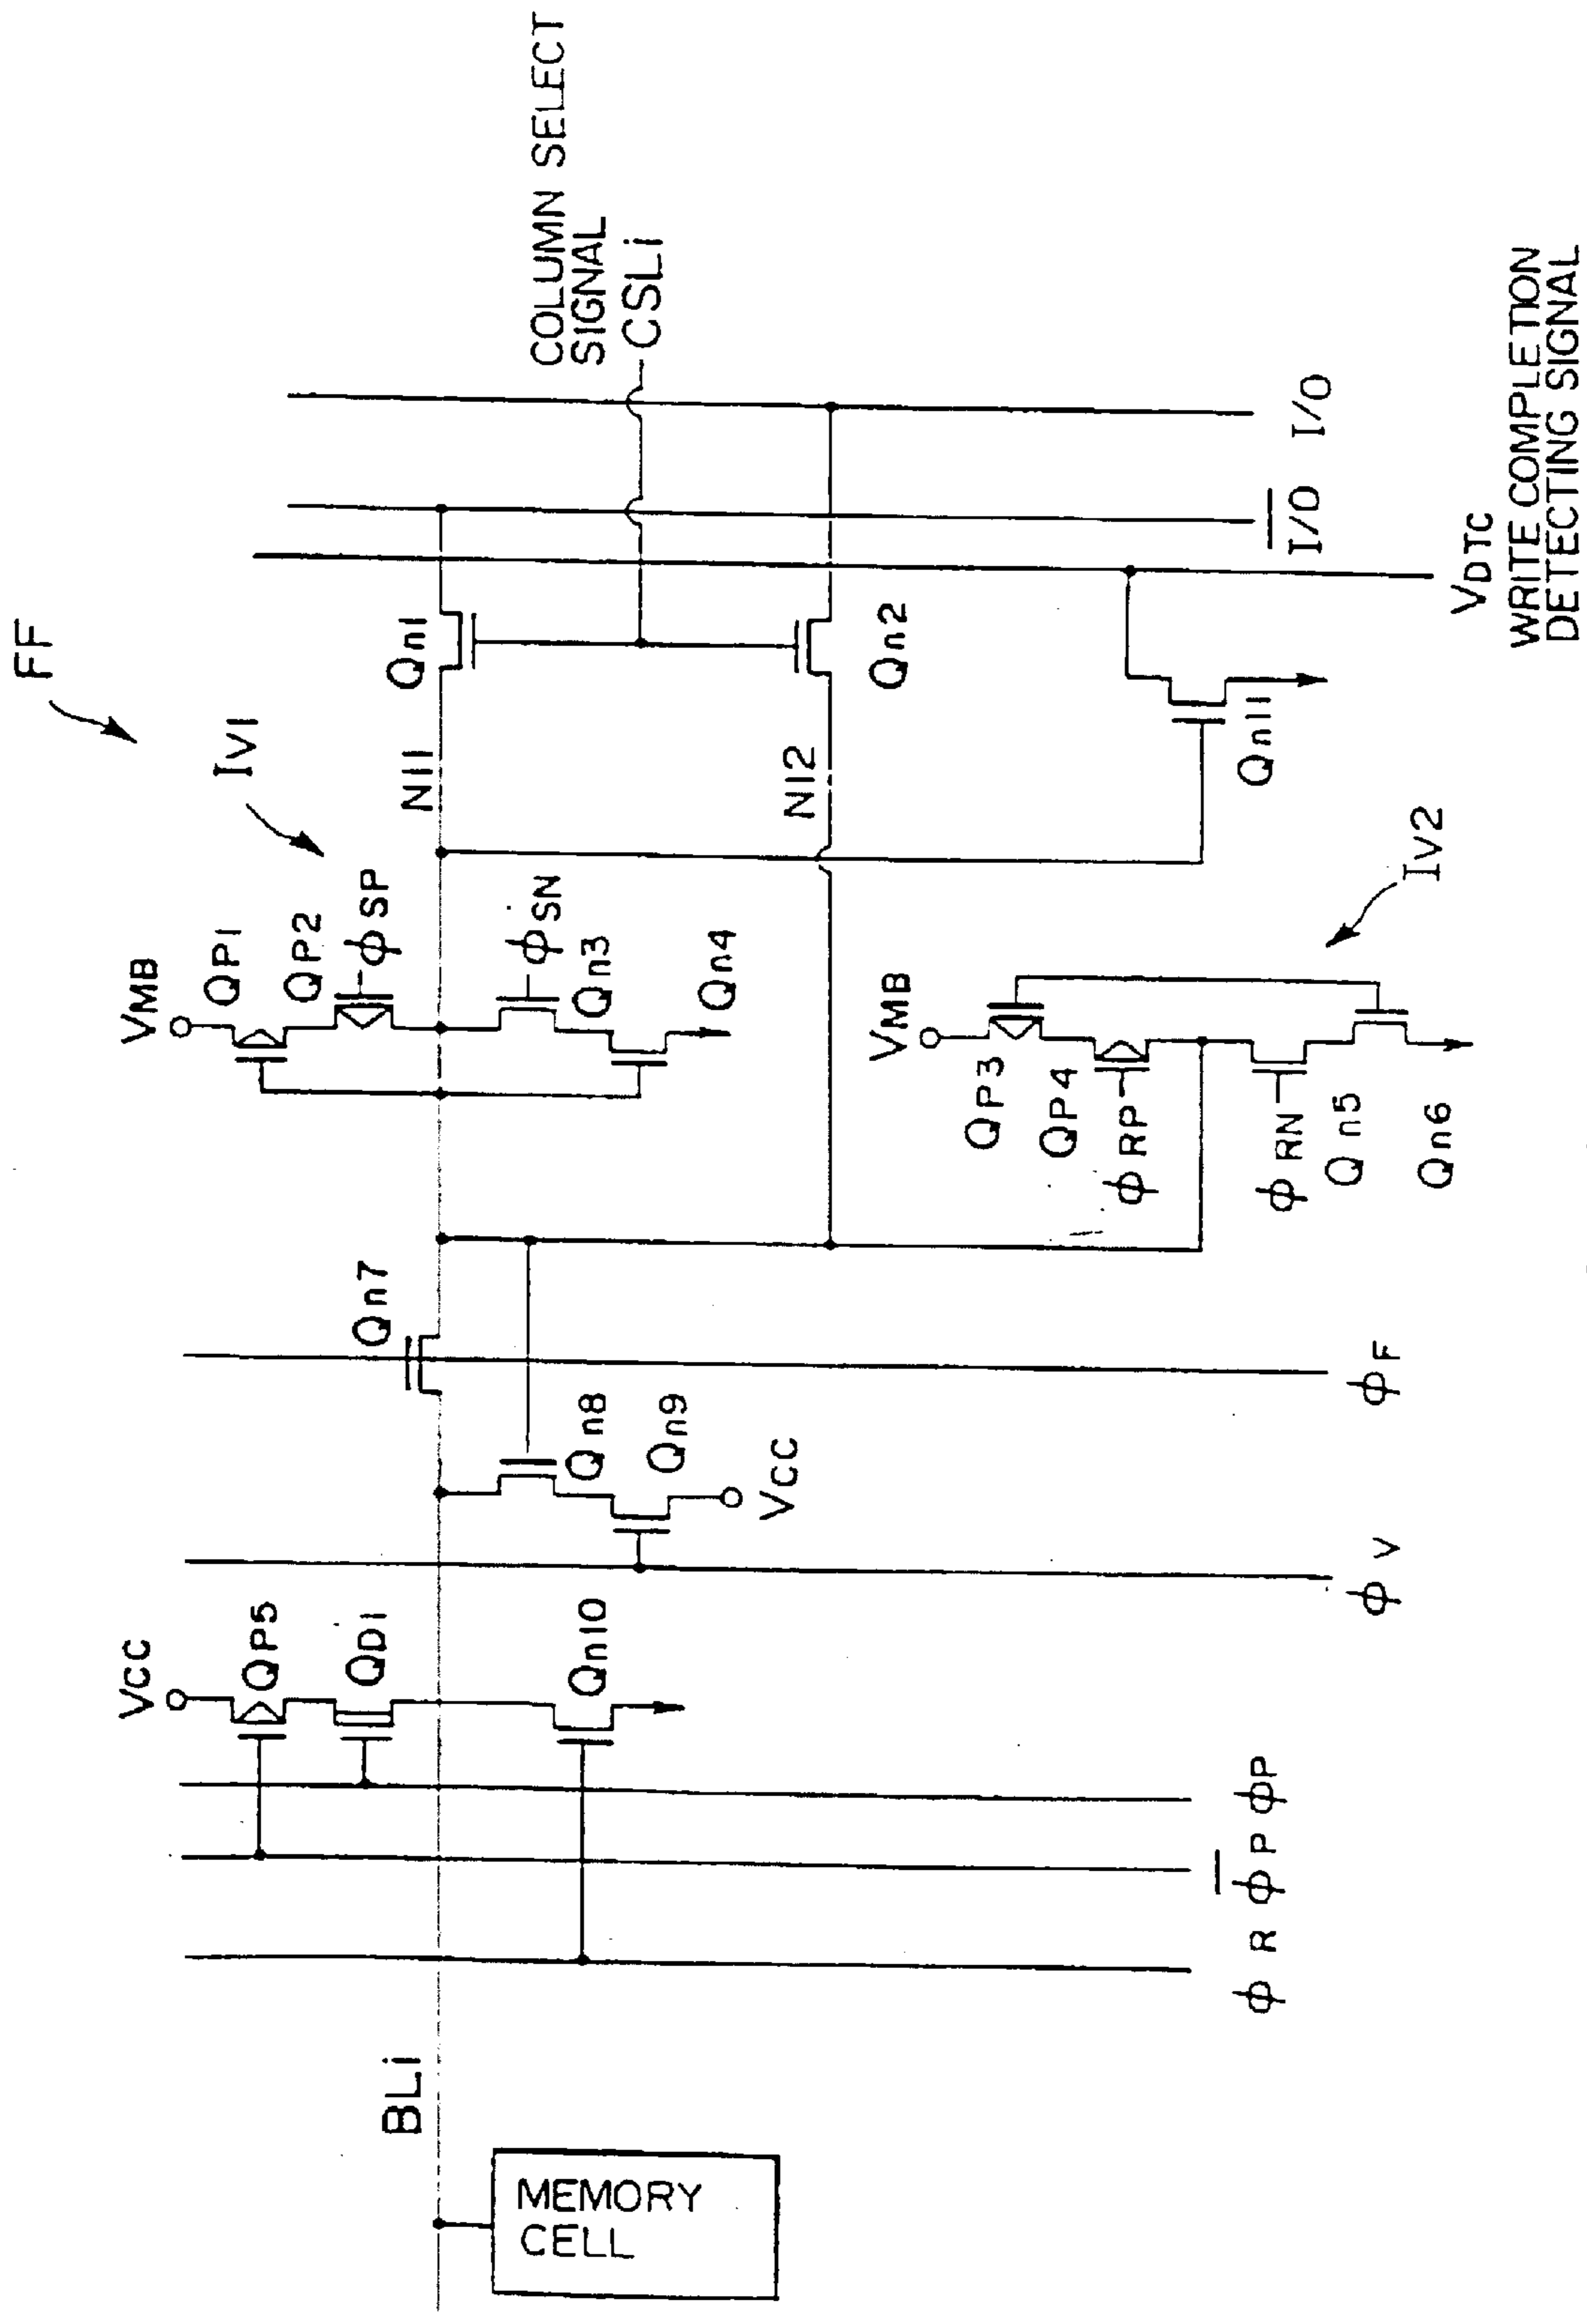 FF
IV1
IV2
VMB
QP1
QP2
ϕSP
ϕSN
Qn3
Qn4
N11
N12
Qn1
Qn2
COLUMN SELECT
SIGNAL
CSLi
I/O
I/O
VDTC
WRITE COMPLETION
DETECTING SIGNAL
Qn11
VMB
QP3
QP4
ϕRP
ϕRN
Qn5
Qn6
Qn7
ϕF
Qn8
Qn9
VCC
ϕV
VCC
QP5
QD1
Qn10
ϕP
ϕP
ϕR
BLi
MEMORY
CELL